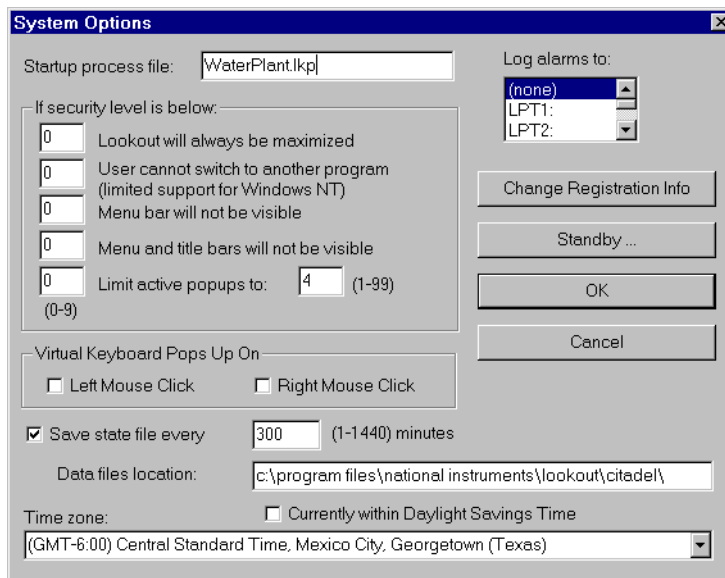 System Options
Startup process file: WaterPlant.lkp
Log alarms to:
(none)
LPT1:
LPT2:
If security level is below:
0 Lookout will always be maximized
0 User cannot switch to another program
(limited support for Windows NT)
0 Menu bar will not be visible
0 Menu and title bars will not be visible
0 Limit active popups to: 4 (1-99)
(0-9)
Change Registration Info
Standby ...
OK
Cancel
Virtual Keyboard Pops Up On
Left Mouse Click Right Mouse Click
Save state file every 300 (1-1440) minutes
Data files location: c:\program files\national instruments\lookout\citadel\
Time zone: Currently within Daylight Savings Time
(GMT-6:00) Central Standard Time, Mexico City, Georgetown (Texas)